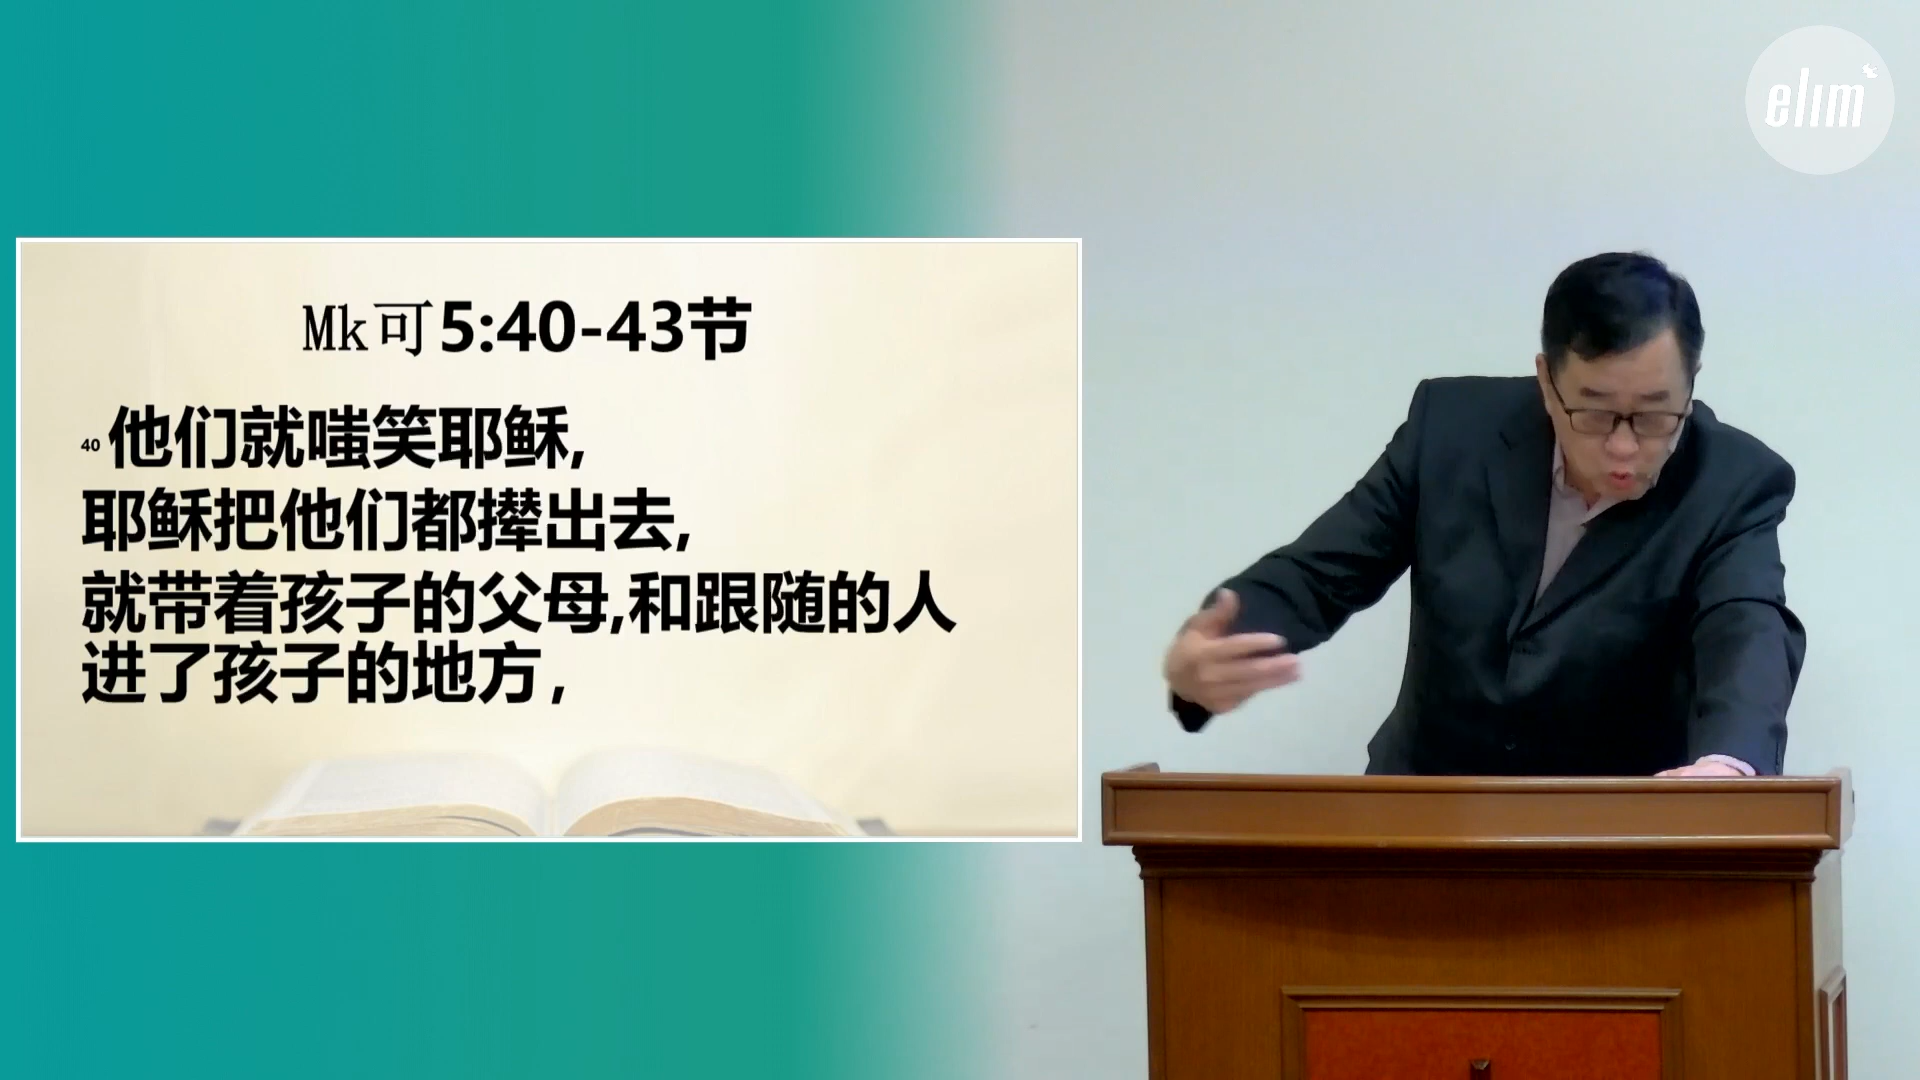 elim
Mk可5:40-43节
40 他们就嗤笑耶稣,
耶稣把他们都撵出去,
就带着孩子的父母,和跟随的人
进了孩子的地方,